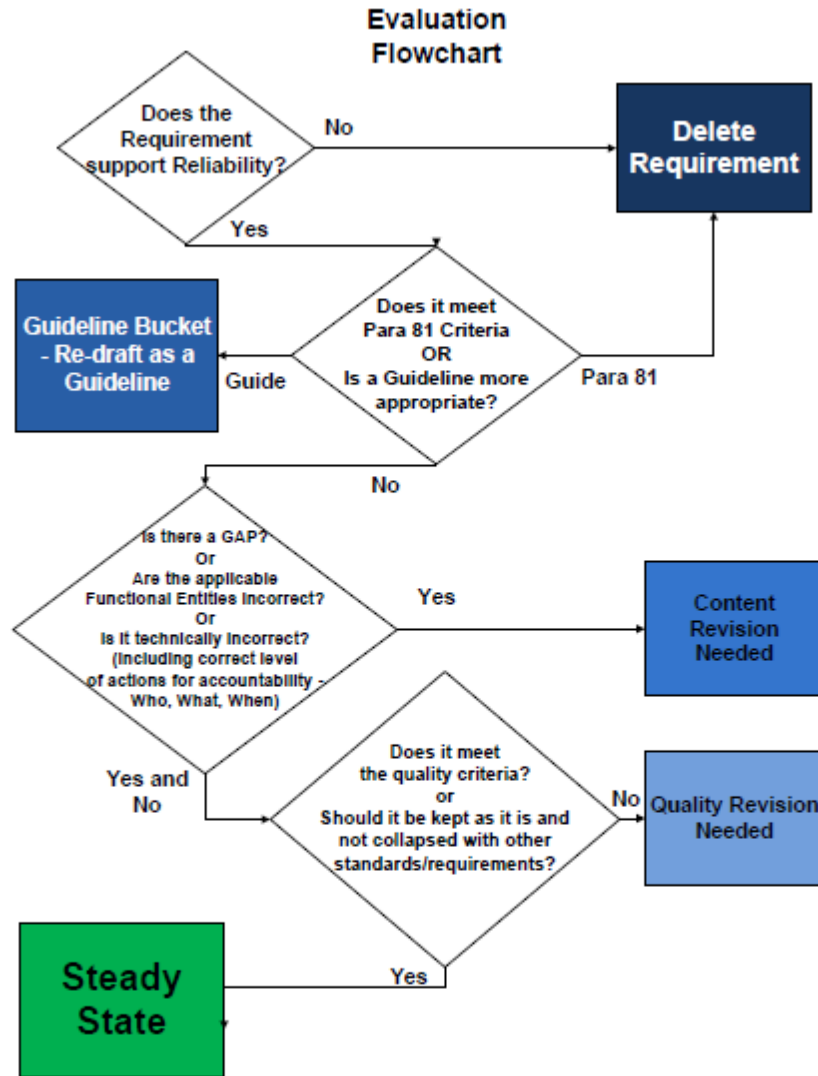 Evaluation
Flowchart
Does the
Requirement
support Reliability?
No
Delete
Requirement
Yes
Does it meet
Para 81 Criteria
OR
Is a Guideline more
appropriate?
Guideline Bucket
- Re-draft as a
Guideline
Guide
Para 81
No
Is there a GAP?
Or
Are the applicable
Functional Entities Incorrect?
Or
Is it technically Incorrect?
(Including correct level
of actions for accountability -
Who, What, When)
Yes
Content
Revision
Needed
Yes and
No
Does it meet
the quality criteria?
or
Should it be kept as it is and
not collapsed with other
standards/requirements?
No
Quality Revision
Needed
Yes
Steady
State